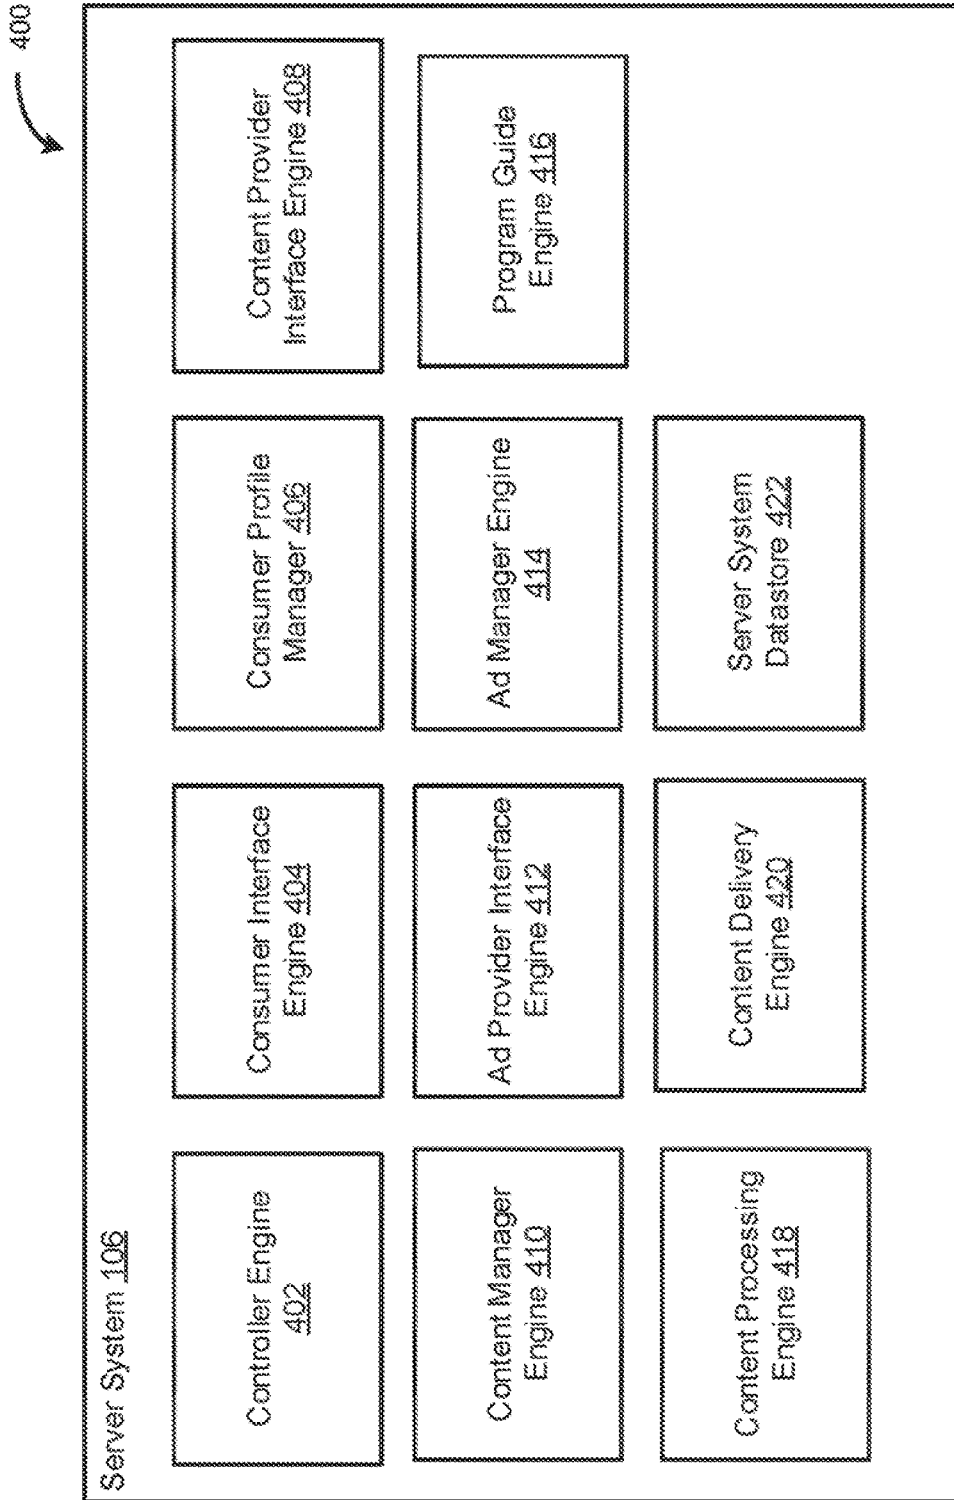 400
Server System 106
Controller Engine
402
Consumer Interface
Engine 404
Consumer Profile
Manager 406
Content Provider
Interface Engine 408
Content Manager
Engine 410
Ad Provider Interface
Engine 412
Ad Manager Engine
414
Program Guide
Engine 416
Content Processing
Engine 418
Content Delivery
Engine 420
Server System
Datastore 422